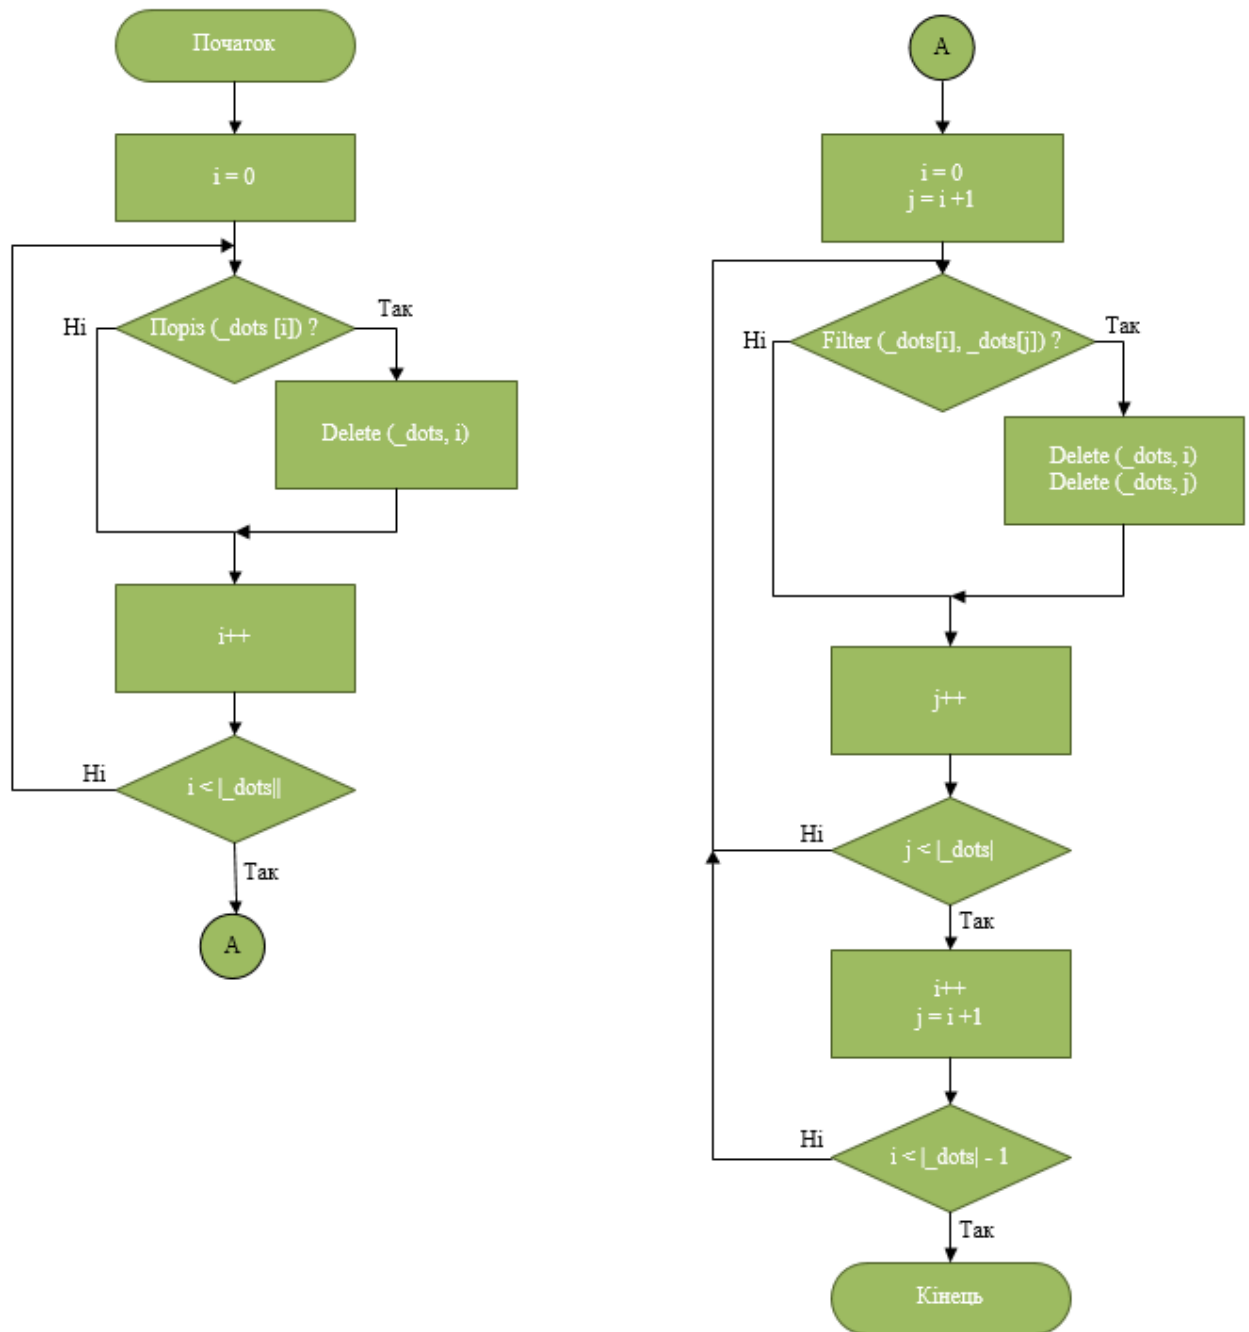 Початок
i = 0
Поріs (_dots [i]) ?
Ні
Так
Delete (_dots, i)
i++
i < |_dots||
Ні
Так
A
A
i = 0
j = i +1
Filter (_dots[i], _dots[j]) ?
Ні
Так
Delete (_dots, i)
Delete (_dots, j)
j++
j < |_dots|
Ні
Так
i++
j = i +1
i < |_dots| - 1
Ні
Так
Кінець